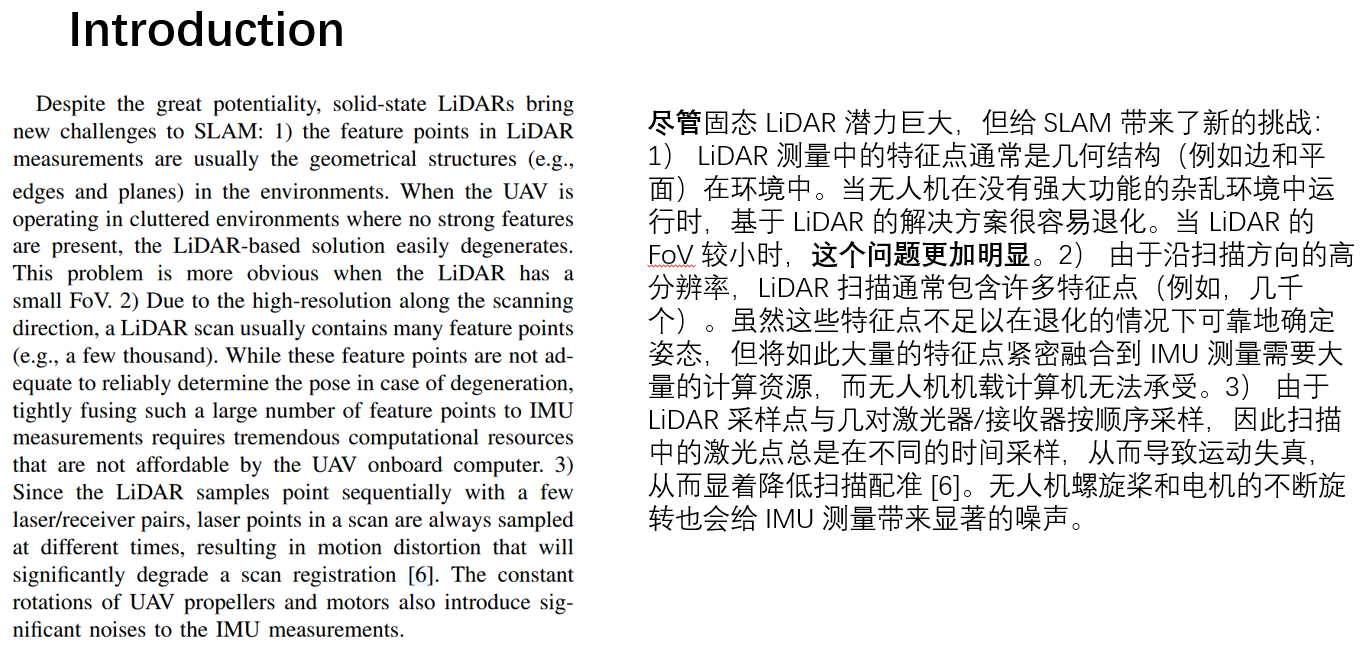 Introduction
Despite the great potentiality, solid-state LiDARs bring
new challenges to SLAM: 1) the feature points in LiDAR
measurements are usually the geometrical structures (e.g.,
edges and planes) in the environments. When the UAV is
operating in cluttered environments where no strong features
are present, the LiDAR-based solution easily degenerates.
This problem is more obvious when the LiDAR has a
small FoV. 2) Due to the high-resolution along the scanning
direction, a LiDAR scan usually contains many feature points
(e.g., a few thousand). While these feature points are not ad-
equate to reliably determine the pose in case of degeneration,
tightly fusing such a large number of feature points to IMU
measurements requires tremendous computational resources
that are not affordable by the UAV onboard computer. 3)
Since the LiDAR samples point sequentially with a few
laser/receiver pairs, laser points in a scan are always sampled
at different times, resulting in motion distortion that will
significantly degrade a scan registration [6]. The constant
rotations of UAV propellers and motors also introduce sig-
nificant noises to the IMU measurements.
尽管固态 LiDAR 潜力巨大，但给 SLAM 带来了新的挑战：
1） LiDAR 测量中的特征点通常是几何结构（例如边和平
面）在环境中。当无人机在没有强大功能的杂乱环境中运
行时，基于 LiDAR 的解决方案很容易退化。当 LiDAR 的
FoV 较小时，这个问题更加明显。2） 由于沿扫描方向的高
分辨率，LiDAR 扫描通常包含许多特征点（例如，几千
个）。虽然这些特征点不足以在退化的情况下可靠地确定
姿态，但将如此大量的特征点紧密融合到 IMU 测量需要大
量的计算资源，而无人机机载计算机无法承受。3） 由于
LiDAR 采样点与几对激光器/接收器按顺序采样，因此扫描
中的激光点总是在不同的时间采样，从而导致运动失真，
从而显着降低扫描配准 [6]。无人机螺旋桨和电机的不断旋
转也会给 IMU 测量带来显著的噪声。